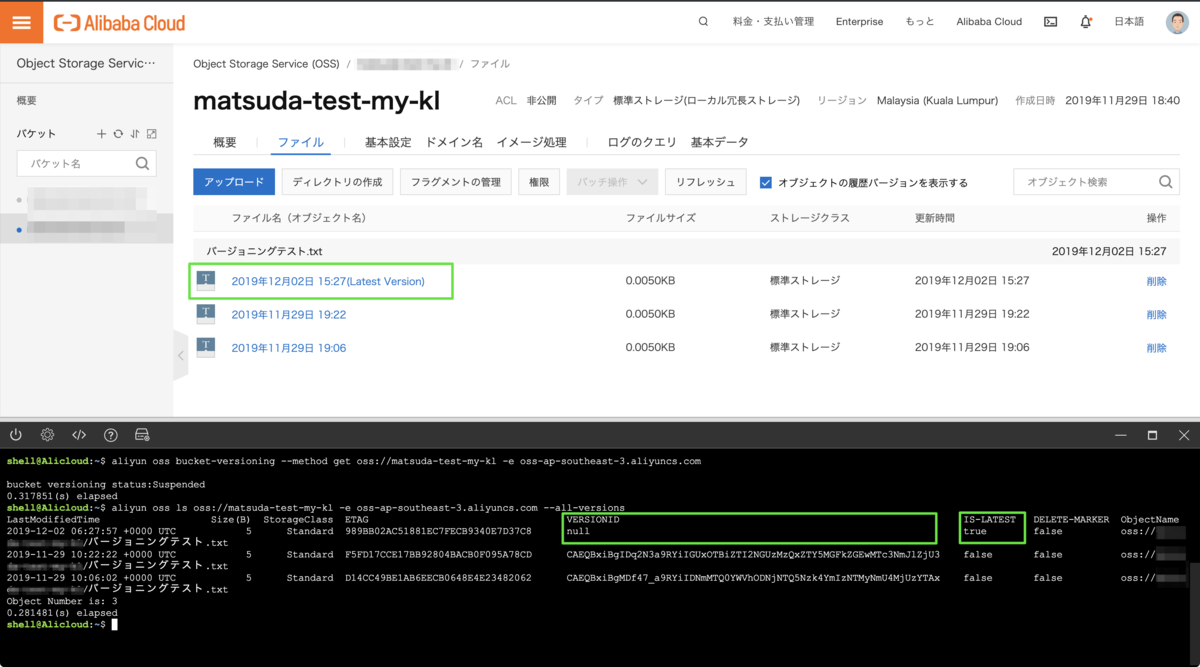 Alibaba Cloud
料金・支払い管理 Enterprise もっと Alibaba Cloud 日本語
Object Storage Servic⋯
概要
バケット
バケット名
Object Storage Service (OSS) / / ファイル
matsuda-test-my-kl ACL 非公開 タイプ 標準ストレージ(ローカル冗長ストレージ) リージョン Malaysia (Kuala Lumpur) 作成日時 2019年11月29日 18:40
概要 ファイル 基本設定 ドメイン名 イメージ処理 ログのクエリ 基本データ
アップロード ディレクトリの作成 フラグメントの管理 権限 バッチ操作 リフレッシュ オブジェクトの履歴バージョンを表示する オブジェクト検索
ファイル名（オブジェクト名） ファイルサイズ ストレージクラス 更新時間 操作
バージョニングテスト.txt 2019年12月02日 15:27
2019年12月02日 15:27(Latest Version) 0.0050KB 標準ストレージ 2019年12月02日 15:27 削除
2019年11月29日 19:22 0.0050KB 標準ストレージ 2019年11月29日 19:22 削除
2019年11月29日 19:06 0.0050KB 標準ストレージ 2019年11月29日 19:06 削除
shell@Alicloud:~$ aliyun oss bucket-versioning --method get oss://matsuda-test-my-kl -e oss-ap-southeast-3.aliyuncs.com
bucket versioning status:Suspended
0.317851(s) elapsed
shell@Alicloud:~$ aliyun oss ls oss://matsuda-test-my-kl -e oss-ap-southeast-3.aliyuncs.com --all-versions
LastModifiedTime Size(B) StorageClass ETAG VERSIONID IS-LATEST DELETE-MARKER ObjectName
2019-12-02 06:27:57 +0000 UTC 5 Standard 989BB02AC51881EC7FECB9340E7D37C8 null true false oss://
/バージョニングテスト.txt
2019-11-29 10:22:22 +0000 UTC 5 Standard F5FD17CCE17BB92804BACB0F095A78CD CAEQBxiBgIDq2N3a9RYiIGUxOTBiZTI2NGUzMzQxZTY5MGFkZGEwMTc3NmJlZjU3 false false oss://
/バージョニングテスト.txt
2019-11-29 10:06:02 +0000 UTC 5 Standard D14CC49BE1AB6EECB0648E4E23482062 CAEQBxiBgMDf47_a9RYiIDNmMTQ0YWVhODNjNTQ5Nzk4YmIzNTMyNmU4MjUzYTAx false false oss://
/バージョニングテスト.txt
Object Number is: 3
0.281481(s) elapsed
shell@Alicloud:~$